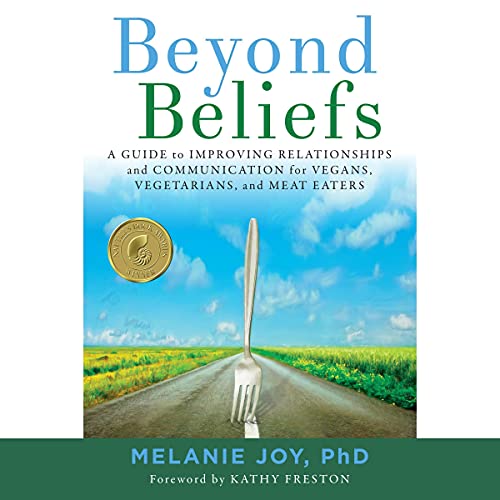 Beyond
Beliefs
A GUIDE to IMPROVING RELATIONSHIPS
and COMMUNICATION for VEGANS,
VEGETARIANS, and MEAT EATERS
WINNER
MELANIE JOY, PhD
Foreword by KATHY FRESTON